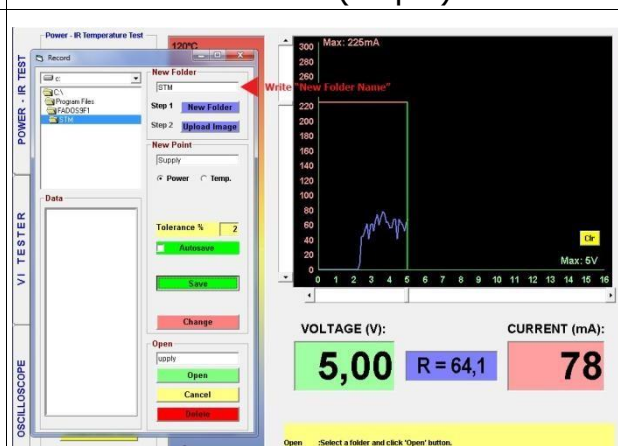 Power - IR Temperature Test
120°C
POWER - IR TEST
VI TESTER
OSCILLOSCOPE
Record
c:
C:\
Program Files
FADOS9F1
STM
Data
New Folder
STM
Write "New Folder Name"
Step 1 New Folder
Step 2 Upload Image
New Point
Supply
Power Temp.
Tolerance % 2
Autosave
Save
Change
Open
upply
Open
Cancel
Delete
Max: 225mA
300
280
260
220
200
180
160
140
120
100
80
60
40
20
0
0 1 2 3 4 5 6 7 8 9 10 11 12 13 14 15 16
Clr
Max: 5V
VOLTAGE (V):
5,00
R = 64,1
CURRENT (mA):
78
Open :Select a folder and click 'Open' button.